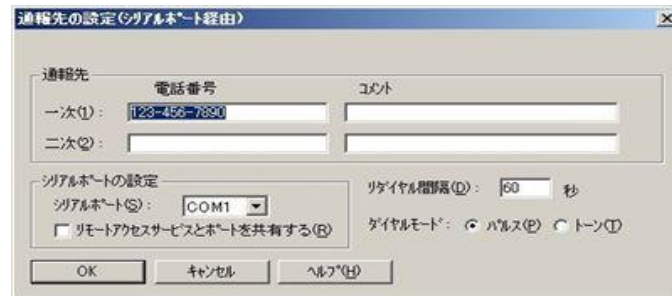 通報先の設定(シリアルポート経由)
通報先
電話番号 コメント
一次(1): 123-456-7890
二次(2):
シリアルポートの設定
シリアルポート(S): COM1
リモートアクセスサービスとポートを共有する(R)
リダイヤル間隔(D): 60 秒
ダイヤルモード: パルス(P) トーン(T)
OK キャンセル ヘルプ(H)